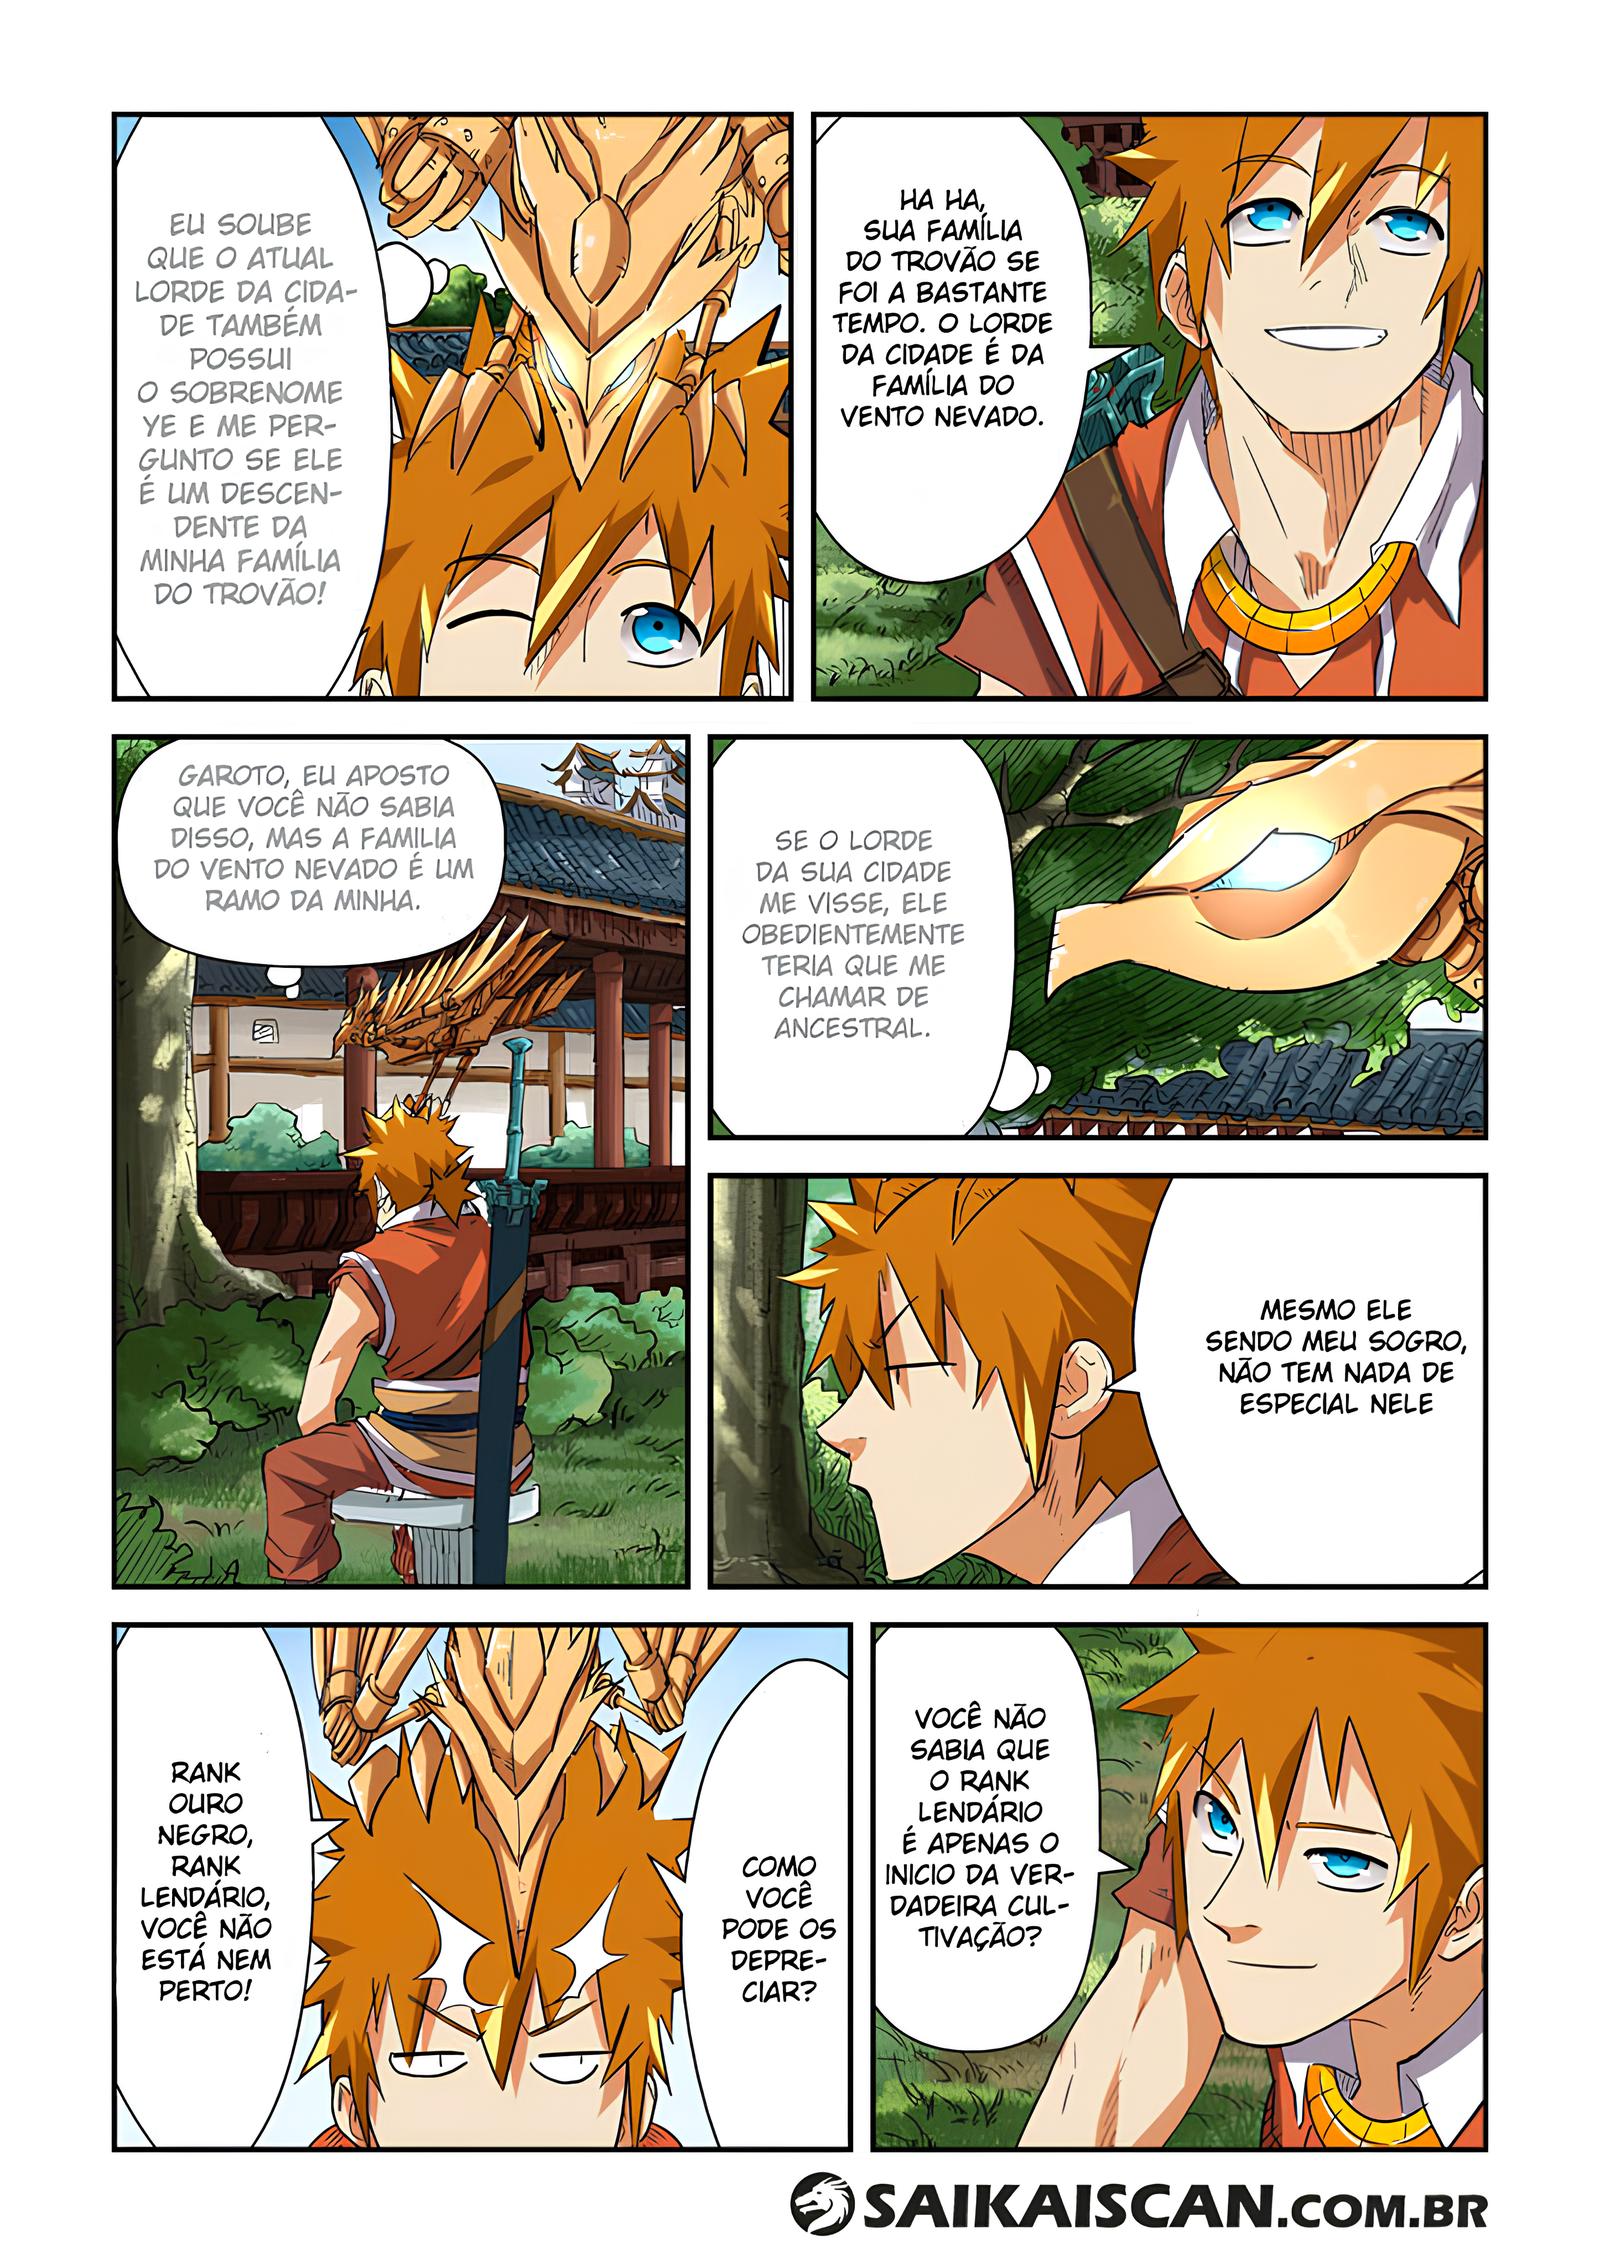 EU SOUBE
QUE O ATUAL
LORDE DA CIDA-
DE TAMBÉM
POSSUI
O SOBRENOME
YE E ME PER-
GUNTO SE ELE
É UM DESCEN-
DENTE DA
MINHA FAMÍLIA
DO TROVÃO!
HA HA,
SUA FAMÍLIA
DO TROVÃO SE
FOI A BASTANTE
TEMPO. O LORDE
DA CIDADE É DA
FAMÍLIA DO
VENTO NEVADO.
GAROTO, EU APOSTO
QUE VOCÊ NÃO SABIA
DISSO, MAS A FAMILIA
DO VENTO NEVADO É UM
RAMO DA MINHA.
SE O LORDE
DA SUA CIDADE
ME VISSE, ELE
OBEDIENTEMENTE
TERIA QUE ME
CHAMAR DE
ANCESTRAL.
MESMO ELE
SENDO MEU SOGRO,
NÃO TEM NADA DE
ESPECIAL NELE
RANK
OURO
NEGRO,
RANK
LENDÁRIO,
VOCÊ NÃO
ESTÁ NEM
PERTO!
COMO
VOCÊ
PODE OS
DEPRE-
CIAR?
VOCÊ NÃO
SABIA QUE
O RANK
LENDÁRIO
É APENAS O
INICIO DA VER-
DADEIRA CUL-
TIVAÇÃO?
SAIKAISCAN.COM.BR